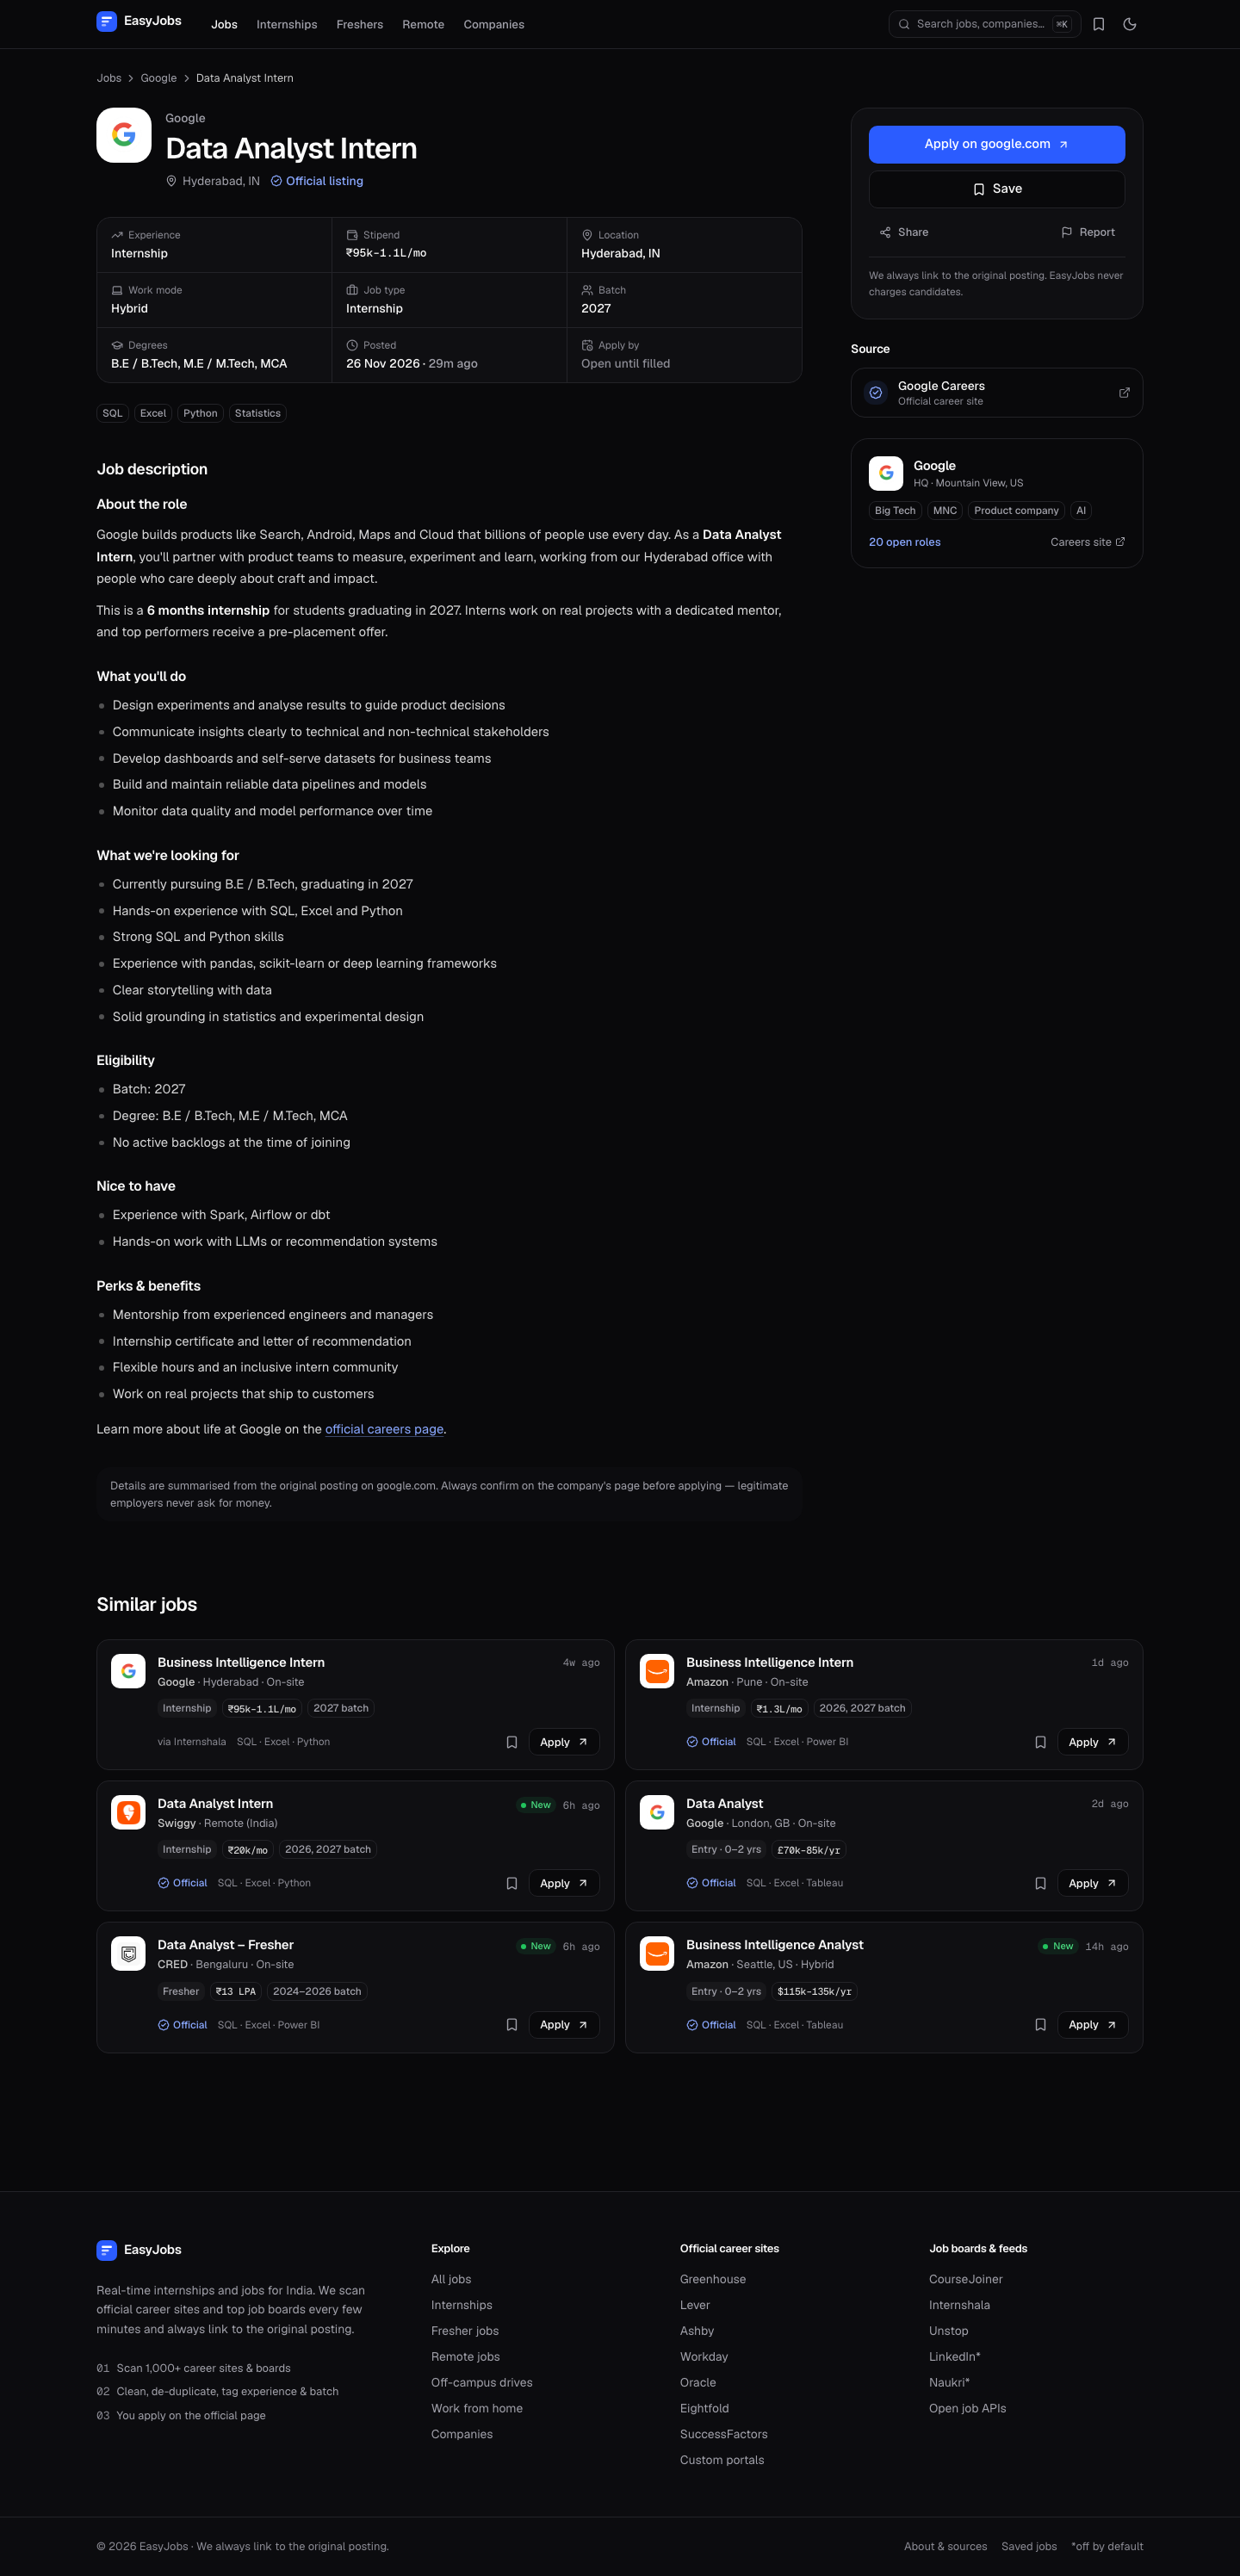 EasyJobs
Jobs
Internships
Freshers
Remote
Companies
Search jobs, companies...
⌘K
Jobs > Google > Data Analyst Intern
Google
Data Analyst Intern
Hyderabad, IN
Official listing
Experience
Internship
Stipend
₹95k–1.1L/mo
Location
Hyderabad, IN
Work mode
Hybrid
Job type
Internship
Batch
2027
Degrees
B.E / B.Tech, M.E / M.Tech, MCA
Posted
26 Nov 2026 · 29m ago
Apply by
Open until filled
SQL
Excel
Python
Statistics
Apply on google.com
Save
Share
Report
We always link to the original posting. EasyJobs never
charges candidates.
Source
Google Careers
Official career site
Google
HQ · Mountain View, US
Big Tech
MNC
Product company
AI
20 open roles
Careers site
Job description
About the role
Google builds products like Search, Android, Maps and Cloud that billions of people use every day. As a Data Analyst
Intern, you'll partner with product teams to measure, experiment and learn, working from our Hyderabad office with
people who care deeply about craft and impact.
This is a 6 months internship for students graduating in 2027. Interns work on real projects with a dedicated mentor,
and top performers receive a pre-placement offer.
What you'll do
Design experiments and analyse results to guide product decisions
Communicate insights clearly to technical and non-technical stakeholders
Develop dashboards and self-serve datasets for business teams
Build and maintain reliable data pipelines and models
Monitor data quality and model performance over time
What we're looking for
Currently pursuing B.E / B.Tech, graduating in 2027
Hands-on experience with SQL, Excel and Python
Strong SQL and Python skills
Experience with pandas, scikit-learn or deep learning frameworks
Clear storytelling with data
Solid grounding in statistics and experimental design
Eligibility
Batch: 2027
Degree: B.E / B.Tech, M.E / M.Tech, MCA
No active backlogs at the time of joining
Nice to have
Experience with Spark, Airflow or dbt
Hands-on work with LLMs or recommendation systems
Perks & benefits
Mentorship from experienced engineers and managers
Internship certificate and letter of recommendation
Flexible hours and an inclusive intern community
Work on real projects that ship to customers
Learn more about life at Google on the official careers page.
Details are summarised from the original posting on google.com. Always confirm on the company's page before applying — legitimate
employers never ask for money.
Similar jobs
Business Intelligence Intern
4w ago
Google · Hyderabad · On-site
Internship
₹95k–1.1L/mo
2027 batch
via Internshala
SQL · Excel · Python
Apply
Business Intelligence Intern
1d ago
Amazon · Pune · On-site
Internship
₹1.3L/mo
2026, 2027 batch
Official
SQL · Excel · Power BI
Apply
Data Analyst Intern
New
6h ago
Swiggy · Remote (India)
Internship
₹20k/mo
2026, 2027 batch
Official
SQL · Excel · Python
Apply
Data Analyst
2d ago
Google · London, GB · On-site
Entry · 0–2 yrs
£70k–85k/yr
Official
SQL · Excel · Tableau
Apply
Data Analyst – Fresher
New
6h ago
CRED · Bengaluru · On-site
Fresher
₹13 LPA
2024–2026 batch
Official
SQL · Excel · Power BI
Apply
Business Intelligence Analyst
New
14h ago
Amazon · Seattle, US · Hybrid
Entry · 0–2 yrs
$115k–135k/yr
Official
SQL · Excel · Tableau
Apply
EasyJobs
Real-time internships and jobs for India. We scan
official career sites and top job boards every few
minutes and always link to the original posting.
01 Scan 1,000+ career sites & boards
02 Clean, de-duplicate, tag experience & batch
03 You apply on the official page
Explore
All jobs
Internships
Fresher jobs
Remote jobs
Off-campus drives
Work from home
Companies
Official career sites
Greenhouse
Lever
Ashby
Workday
Oracle
Eightfold
SuccessFactors
Custom portals
Job boards & feeds
CourseJoiner
Internshala
Unstop
LinkedIn*
Naukri*
Open job APIs
© 2026 EasyJobs · We always link to the original posting.
About & sources
Saved jobs
*off by default